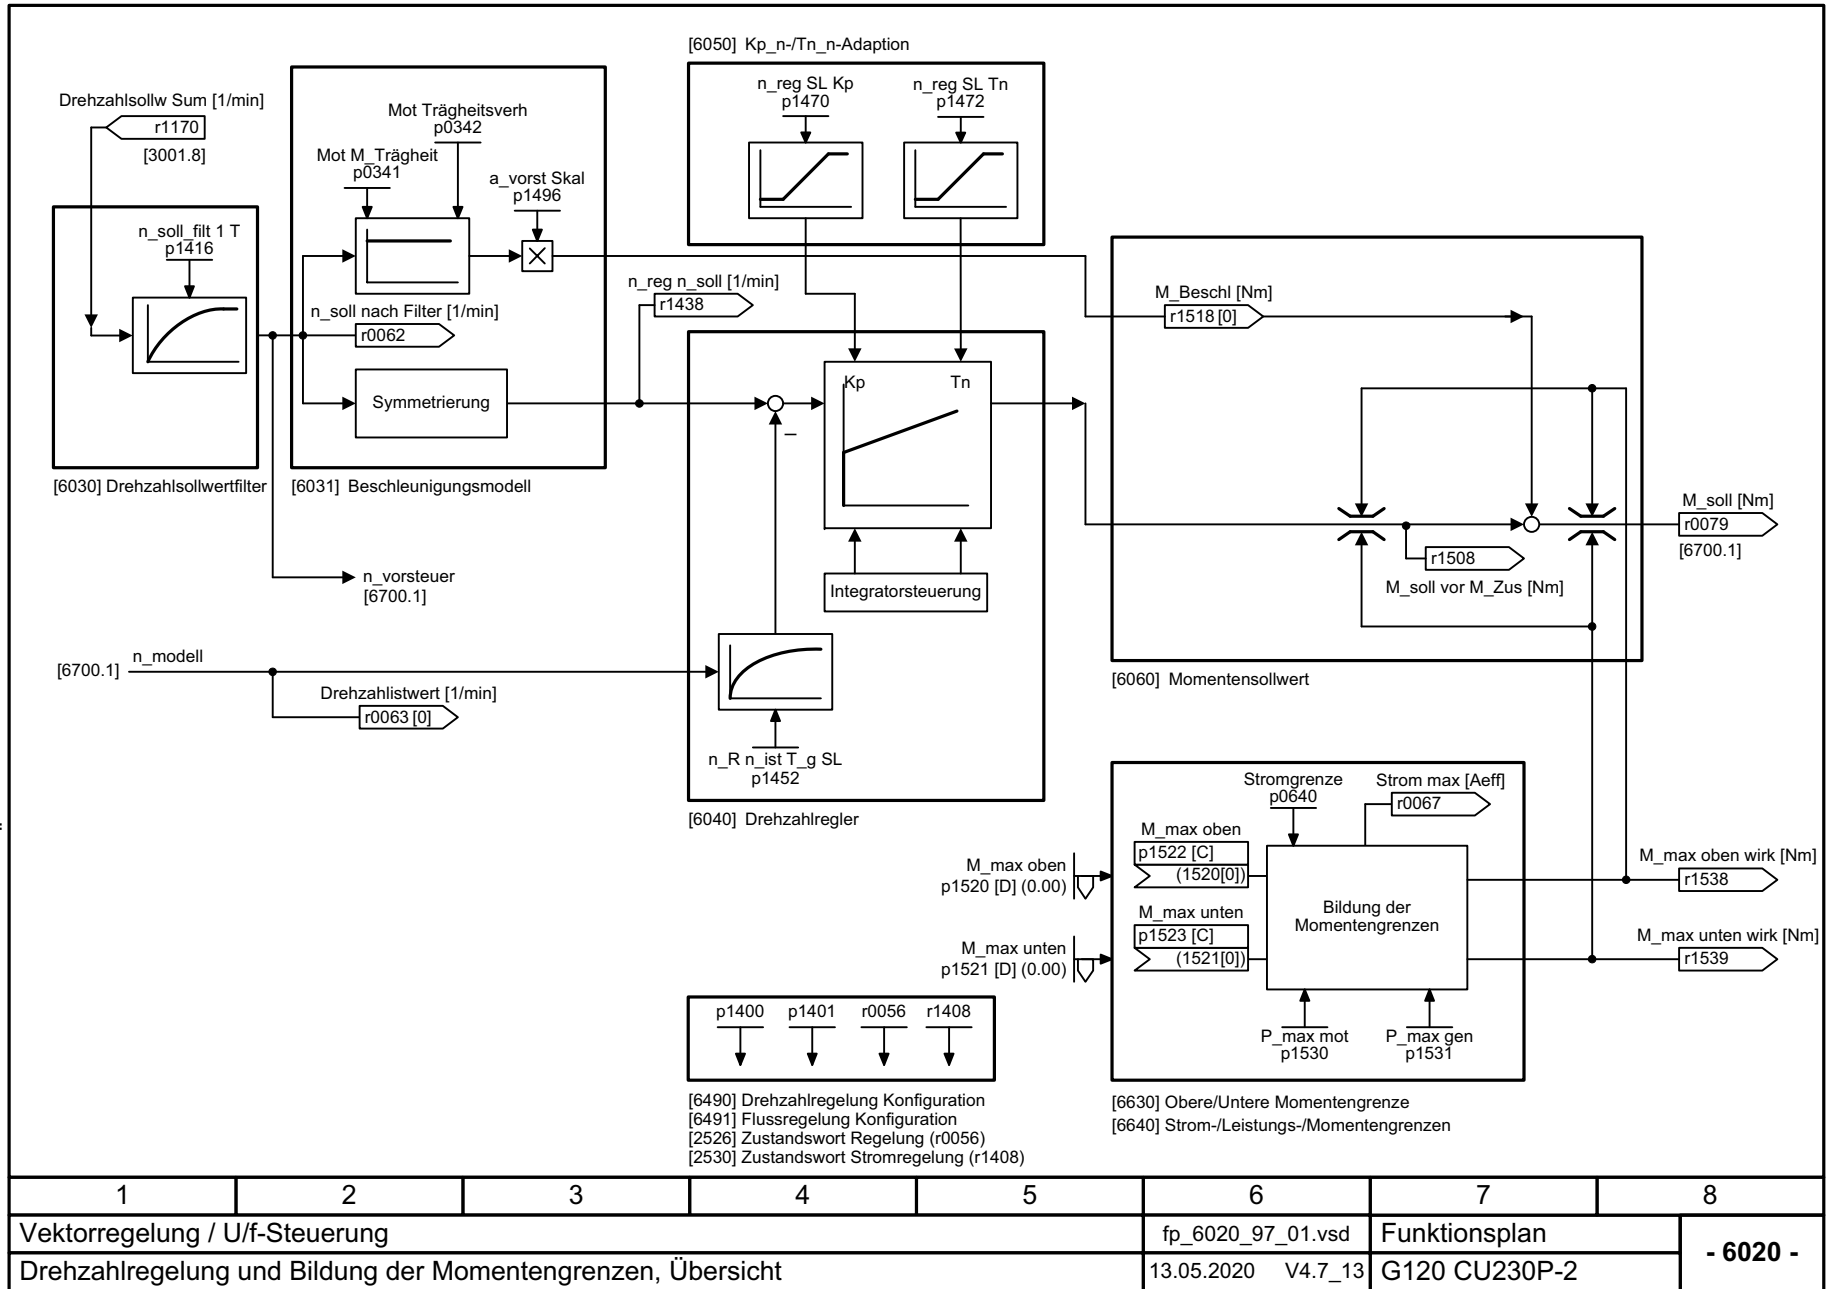 [6050] Kp_n-/Tn_n-Adaption
n_reg SL Kp
p1470
n_reg SL Tn
p1472
Drehzahlsollw Sum [1/min]
r1170
[3001.8]
Mot Trägheitsverh
p0342
Mot M_Trägheit
p0341
a_vorst Skal
p1496
n_soll_filt 1 T
p1416
n_soll nach Filter [1/min]
r0062
Symmetrierung
[6030] Drehzahlsollwertfilter
[6031] Beschleunigungsmodell
n_reg n_soll [1/min]
r1438
Kp
Tn
–
Integratorsteuerung
n_vorsteuer
[6700.1]
[6700.1]
n_modell
Drehzahlistwert [1/min]
r0063 [0]
n_R n_ist T_g SL
p1452
[6040] Drehzahlregler
M_Beschl [Nm]
r1518 [0]
r1508
M_soll vor M_Zus [Nm]
M_soll [Nm]
r0079
[6700.1]
[6060] Momentensollwert
Stromgrenze
p0640
Strom max [Aeff]
r0067
M_max oben
p1520 [D] (0.00)
M_max oben
p1522 [C]
(1520[0])
M_max unten
p1521 [D] (0.00)
M_max unten
p1523 [C]
(1521[0])
Bildung der
Momentengrenzen
M_max oben wirk [Nm]
r1538
M_max unten wirk [Nm]
r1539
P_max mot
p1530
P_max gen
p1531
[6630] Obere/Untere Momentengrenze
[6640] Strom-/Leistungs-/Momentengrenzen
p1400
p1401
r0056
r1408
[6490] Drehzahlregelung Konfiguration
[6491] Flussregelung Konfiguration
[2526] Zustandswort Regelung (r0056)
[2530] Zustandswort Stromregelung (r1408)
1 2 3 4 5 6 7 8
Vektorregelung / U/f-Steuerung
fp_6020_97_01.vsd
Funktionsplan
- 6020 -
Drehzahlregelung und Bildung der Momentengrenzen, Übersicht
13.05.2020 V4.7_13
G120 CU230P-2